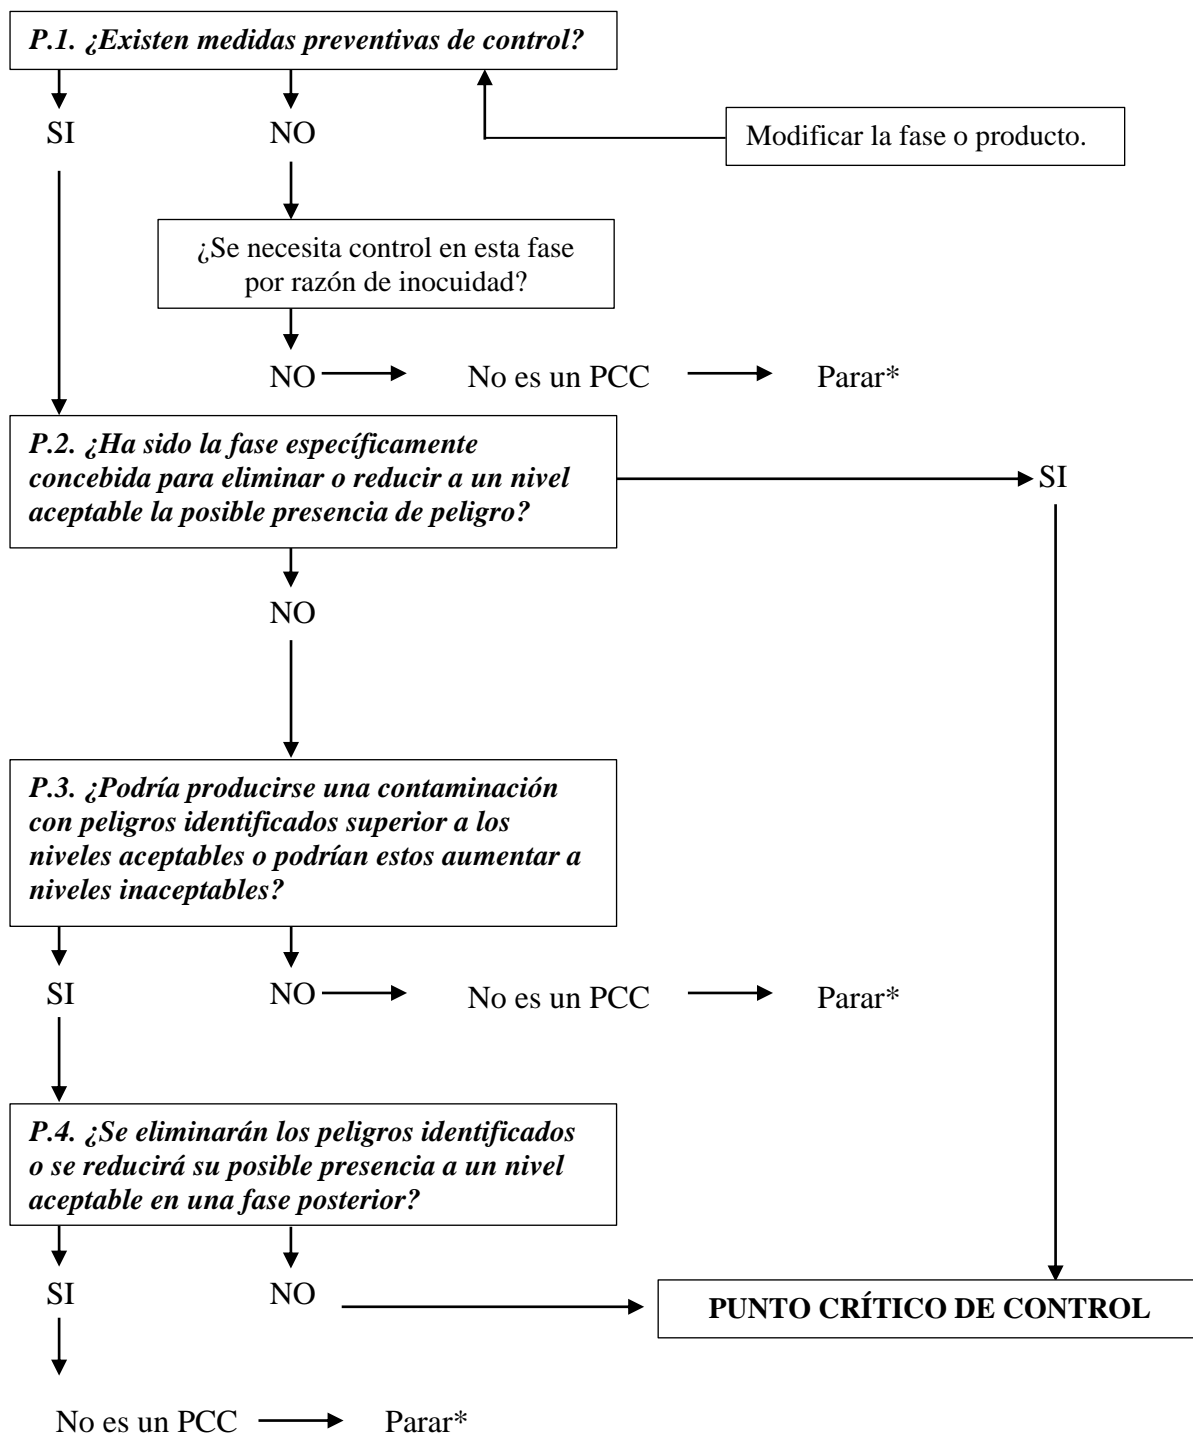 P.1. ¿Existen medidas preventivas de control?
SI
NO
Modificar la fase o producto.
¿Se necesita control en esta fase
por razón de inocuidad?
NO
No es un PCC
Parar*
P.2. ¿Ha sido la fase específicamente
concebida para eliminar o reducir a un nivel
aceptable la posible presencia de peligro?
SI
NO
P.3. ¿Podría producirse una contaminación
con peligros identificados superior a los
niveles aceptables o podrían estos aumentar a
niveles inaceptables?
SI
NO
No es un PCC
Parar*
P.4. ¿Se eliminarán los peligros identificados
o se reducirá su posible presencia a un nivel
aceptable en una fase posterior?
SI
NO
PUNTO CRÍTICO DE CONTROL
No es un PCC
Parar*